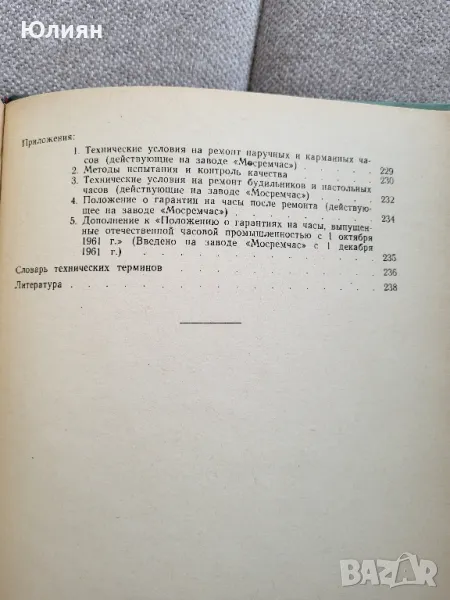 Юлиян
Приложения:
1. Технические условия на ремонт наручных и карманных ча-
сов (действующие на заводе «Мосремчас») . . . . . . 229
2. Методы испытания и контроль качества . . . . . . 230
3. Технические условия на ремонт будильников и настольных
часов (действующие на заводе «Мосремчас») . . . . . 232
4. Положение о гарантии на часы после ремонта (действую-
щее на заводе «Мосремчас») . . . . . . . 234
5. Дополнение к «Положению о гарантиях на часы, выпущен-
ные отечественной часовой промышленностью с 1 октября
1961 г.» (Введено на заводе «Мосремчас» с 1 декабря
1961 г.) . . . . . . . . . 235
Словарь технических терминов . . . . . . . . 236
Литература . . . . . . . . . . . 238
BAZAR